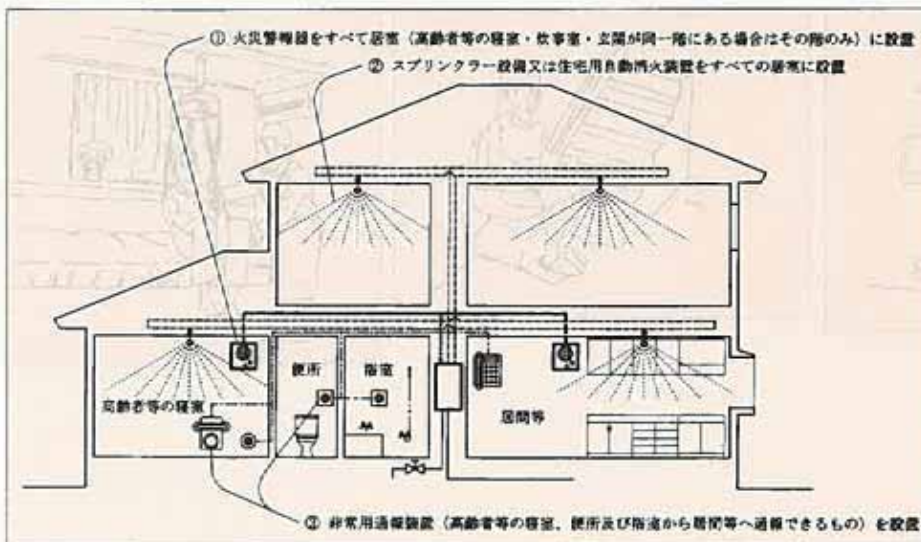 ① 火災警報器をすべて居室（高齢者等の寝室・炊事室・玄関が同一階にある場合はその階のみ）に設置
② スプリンクラー設備又は住宅用自動消火装置をすべての居室に設置
便所
浴室
高齢者等の寝室
居間等
③ 非常用通報装置（高齢者等の寝室、便所及び浴室から居間等へ通報できるもの）を設置